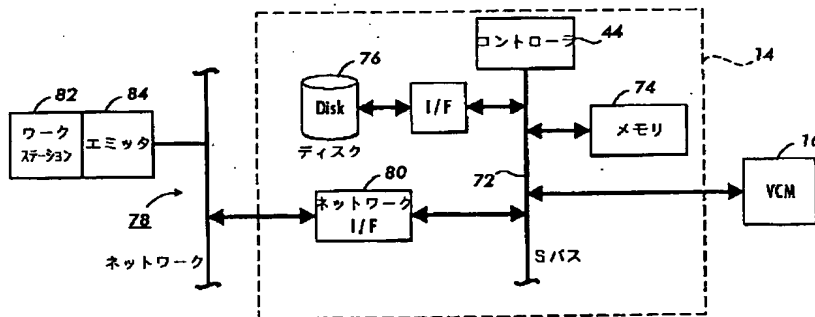 コントローラ
44
14
76
Disk
I/F
ディスク
74
メモリ
82
84
ワーク
ステーション
エミッタ
72
16
VCM
80
ネットワーク
I/F
78
ネットワーク
Sバス